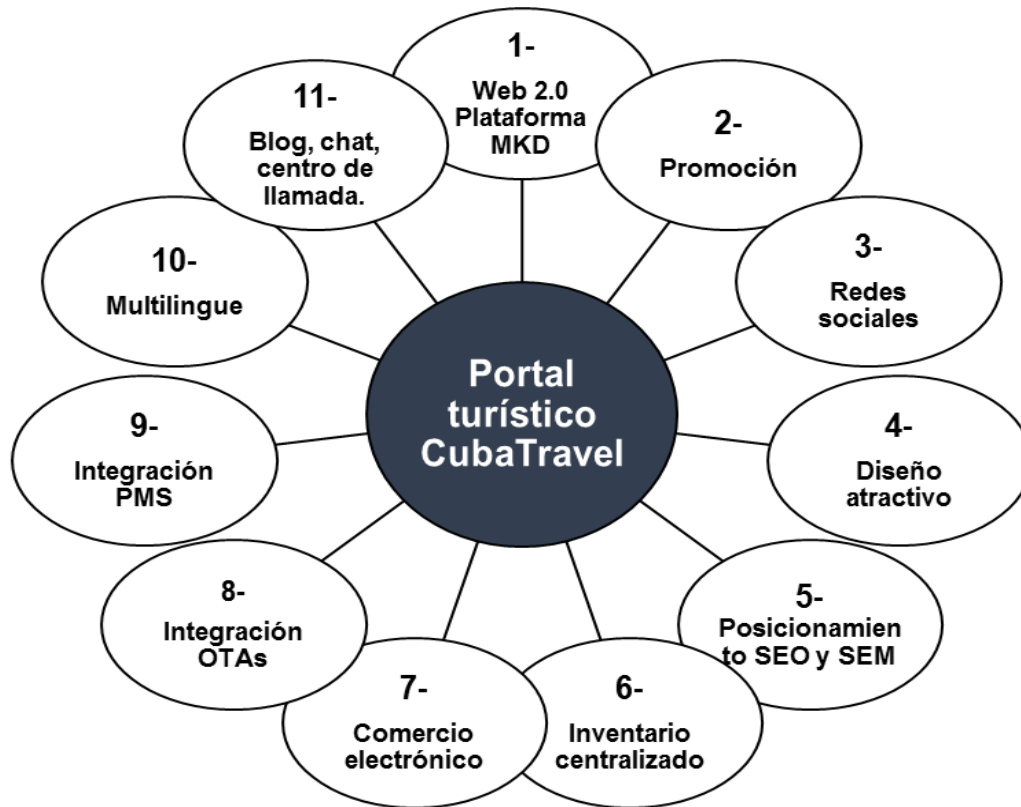 1-
Web 2.0
Plataforma
MKD
2-
Promoción
3-
Redes
sociales
4-
Diseño
atractivo
5-
Posicionamien
to SEO y SEM
6-
Inventario
centralizado
7-
Comercio
electrónico
8-
Integración
OTAs
9-
Integración
PMS
10-
Multilingue
11-
Blog, chat,
centro de
llamada.
Portal
turístico
CubaTravel